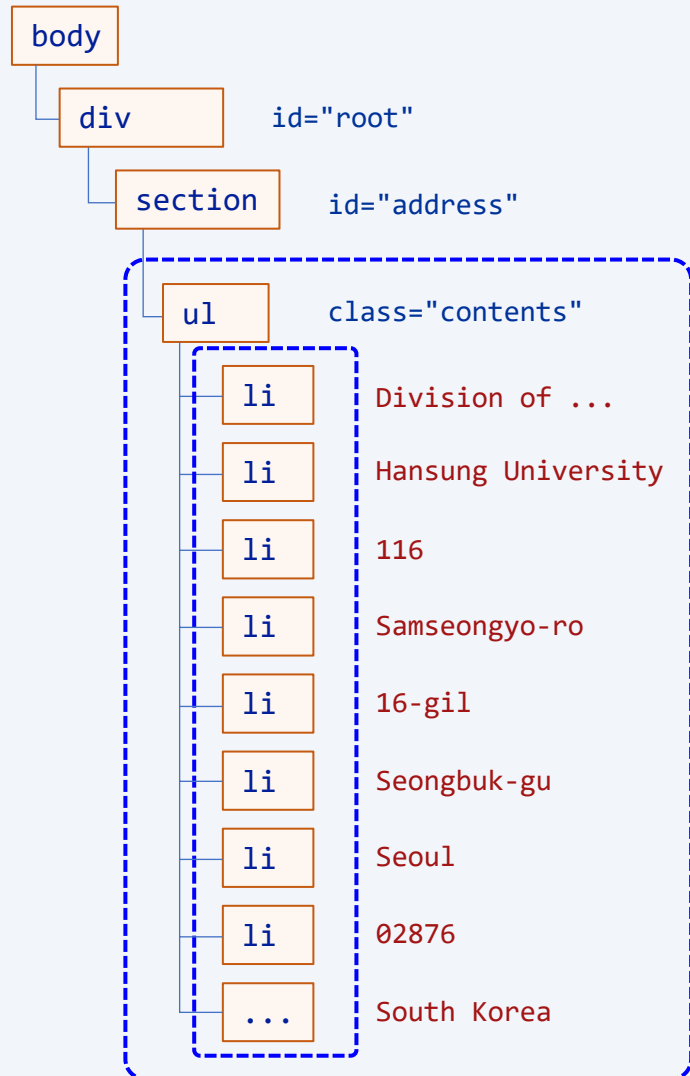 body
div id="root"
section id="address"
ul class="contents"
li Division of ...
li Hansung University
li 116
li Samseongyo-ro
li 16-gil
li Seongbuk-gu
li Seoul
li 02876
... South Korea